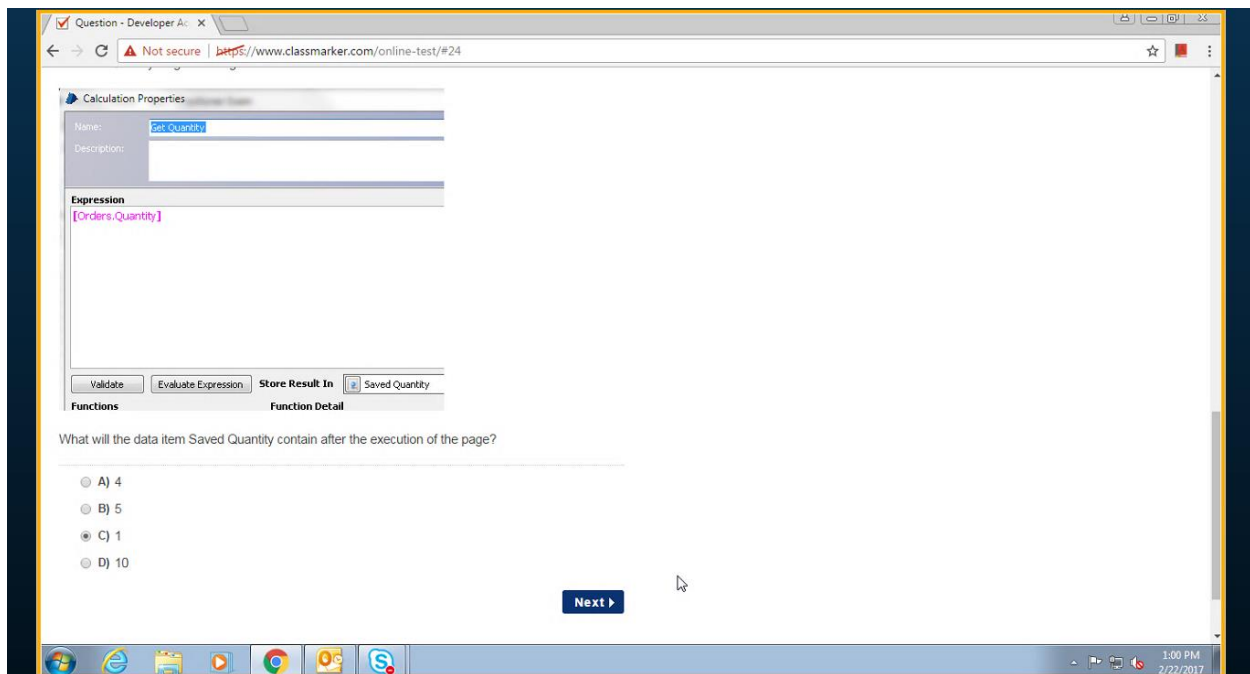 Question - Developer Ac
Not secure | https://www.classmarker.com/online-test/#24
Calculation Properties
Name: Get Quantity
Description:
Expression
[Orders.Quantity]
Validate Evaluate Expression Store Result In Saved Quantity
Functions Function Detail
What will the data item Saved Quantity contain after the execution of the page?
A) 4
B) 5
C) 1
D) 10
Next
1:00 PM
2/22/2017